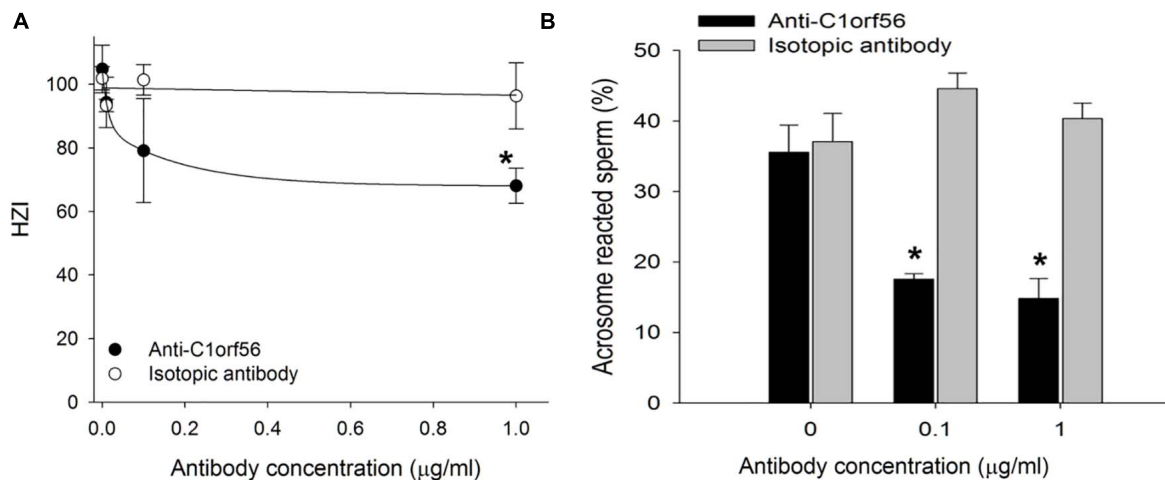 A
HZI
100
80
60
40
20
0
*
Anti-C1orf56
Isotopic antibody
0.0 0.2 0.4 0.6 0.8 1.0
Antibody concentration (μg/ml)
B
Anti-C1orf56
Isotopic antibody
Acrosome reacted sperm (%)
50
40
30
20
10
0
* *
0 0.1 1
Antibody concentration (μg/ml)